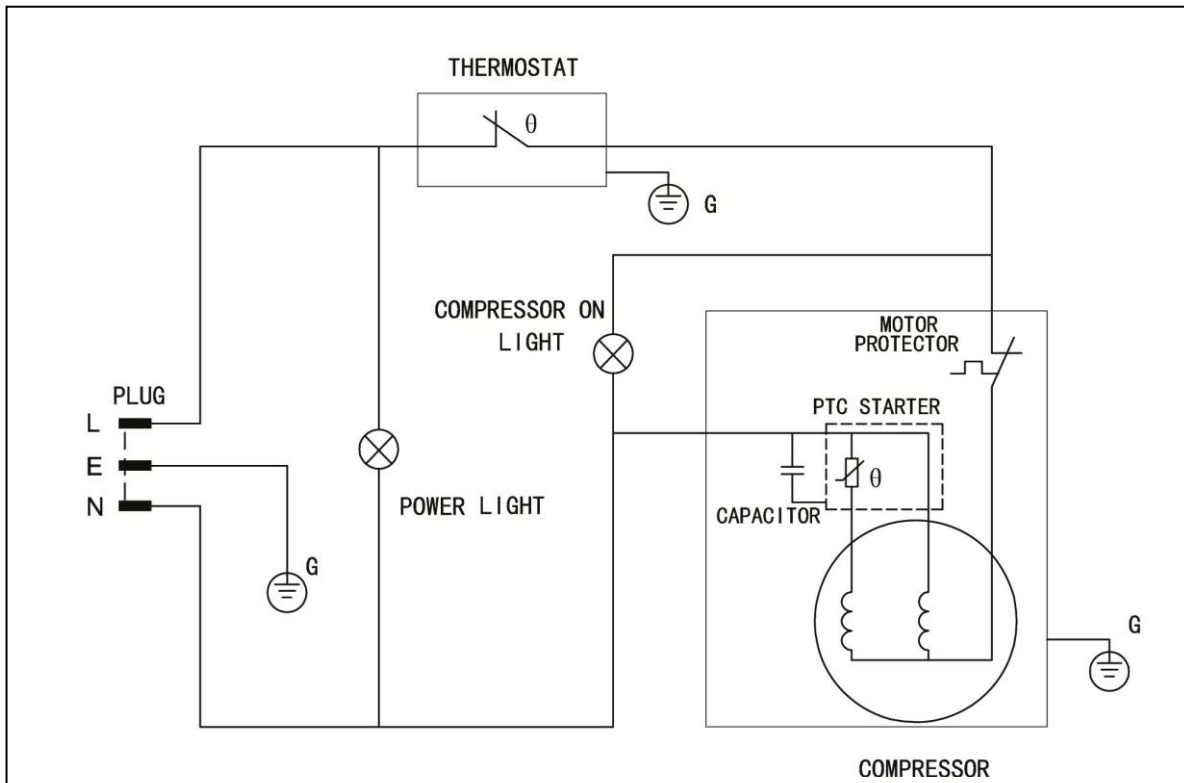 THERMOSTAT
θ
G
COMPRESSOR ON
LIGHT
MOTOR
PROTECTOR
PLUG
L
PTC STARTER
E
θ
N
POWER LIGHT
CAPACITOR
G
G
COMPRESSOR